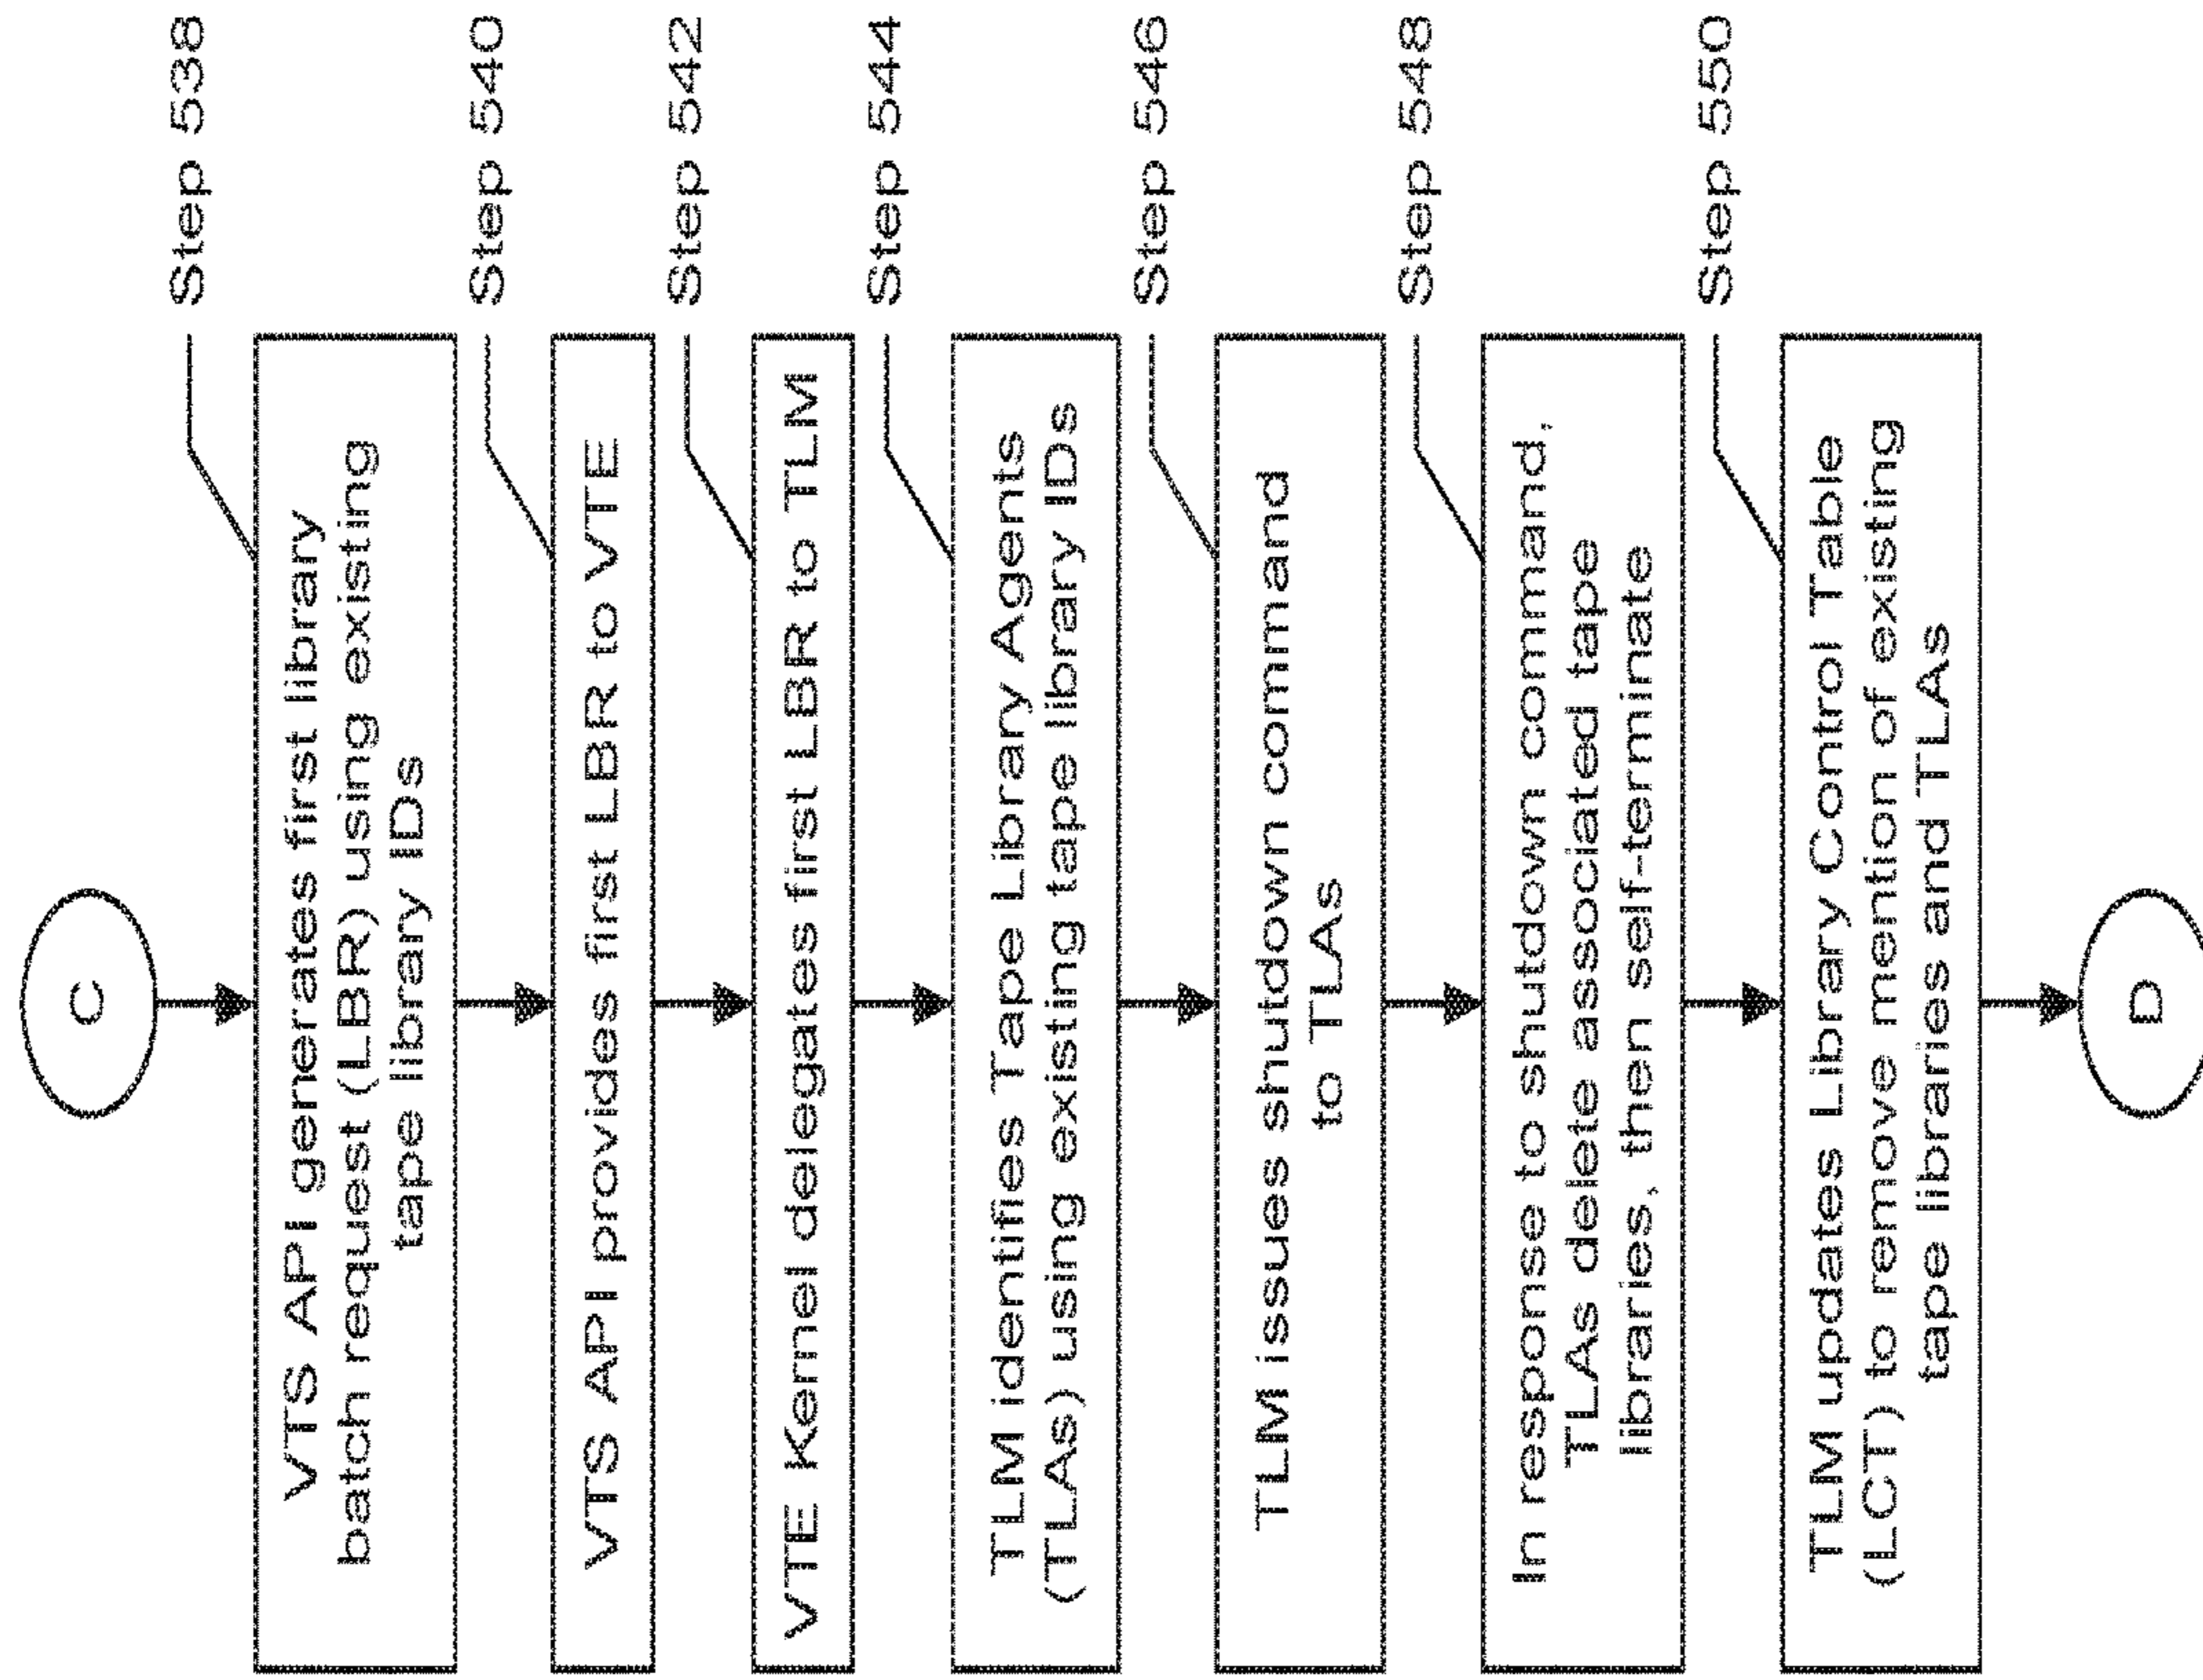 C
Step 538
VTS API generates first library
batch request (LBR) using existing
tape library IDs
Step 540
VTS API provides first LBR to VTE
Step 542
VTE Kernel delegates first LBR to TLM
Step 544
TLM identifies Tape Library Agents
(TLAs) using existing tape library IDs
Step 546
TLM issues shutdown command
to TLAs
Step 548
In response to shutdown command,
TLAs delete associated tape
libraries, then self-terminate
Step 550
TLM updates Library Control Table
(LCT) to remove mention of existing
tape libraries and TLAs
D